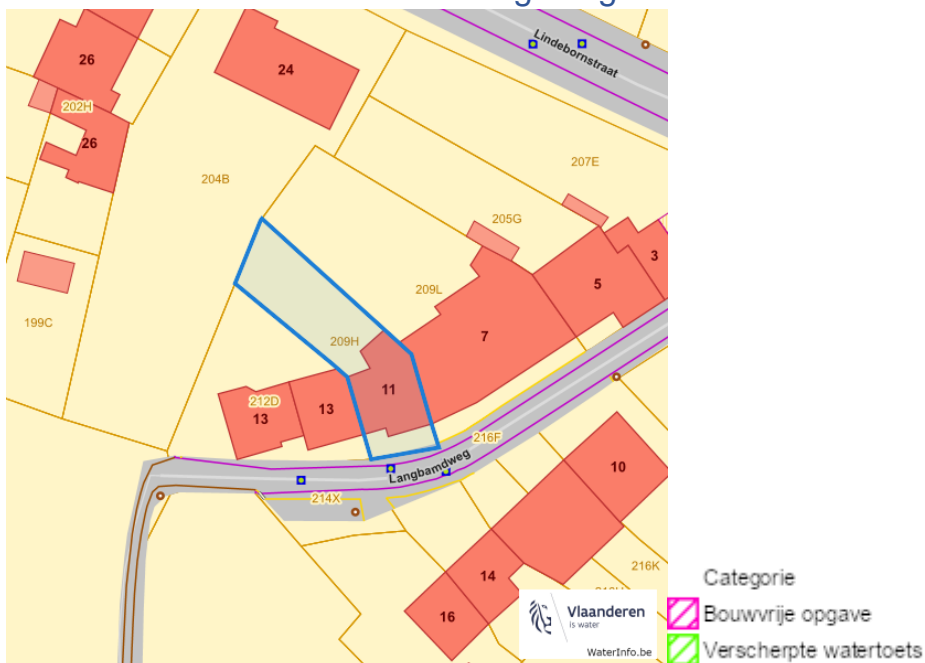 Lindebornstraat
26
24
202H
26
207E
204B
205G
3
5
199C
209L
7
209H
11
212D
13
13
216F
Langbamdweg
10
214X
216K
14
16
Vlaanderen
is water
WaterInfo.be
Categorie
Bouwvrije opgave
Verscherpte watertoets